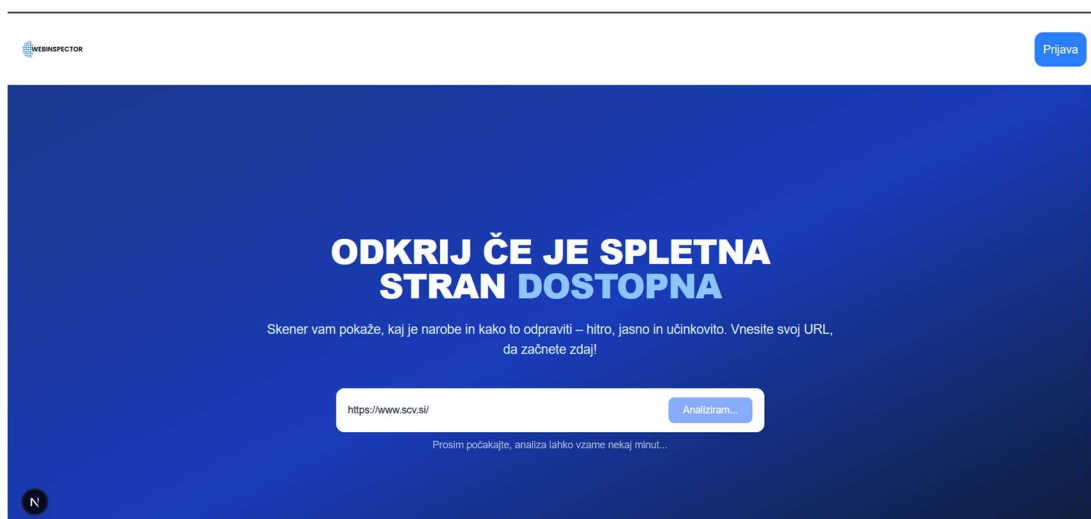 WEBINSPECTOR
Prijava
ODKRIJ ČE JE SPLETNA
STRAN DOSTOPNA
Skener vam pokaže, kaj je narobe in kako to odpraviti – hitro, jasno in učinkovito. Vnesite svoj URL,
da začnete zdaj!
https://www.scv.si/
Analiziram...
Prosim počakajte, analiza lahko vzame nekaj minut...
N